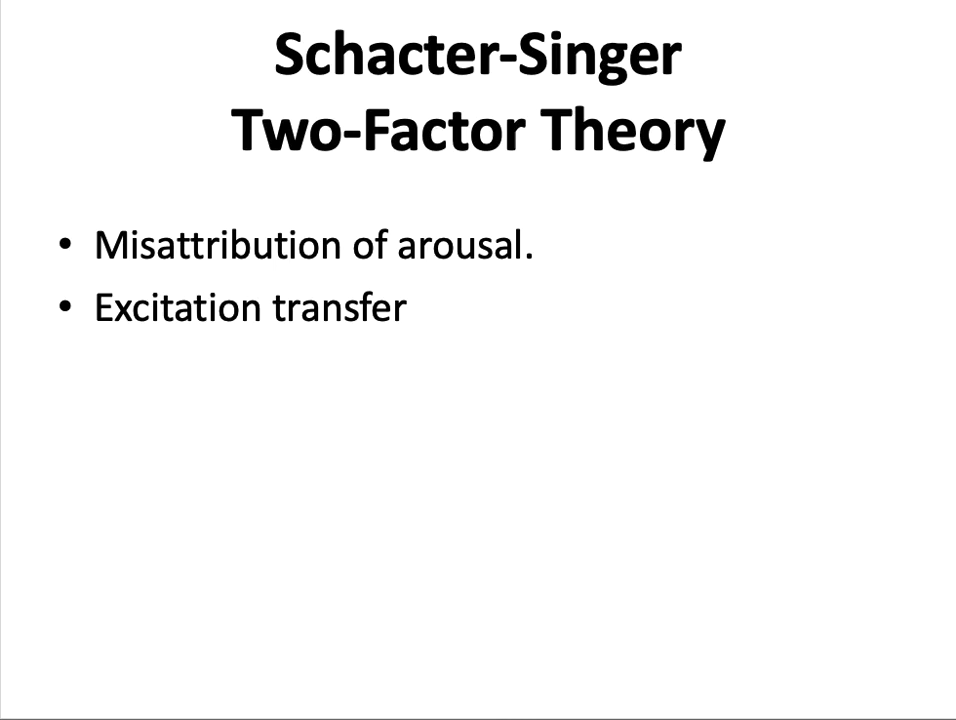 Schacter-Singer
Two-Factor Theory
• Misattribution of arousal.
• Excitation transfer